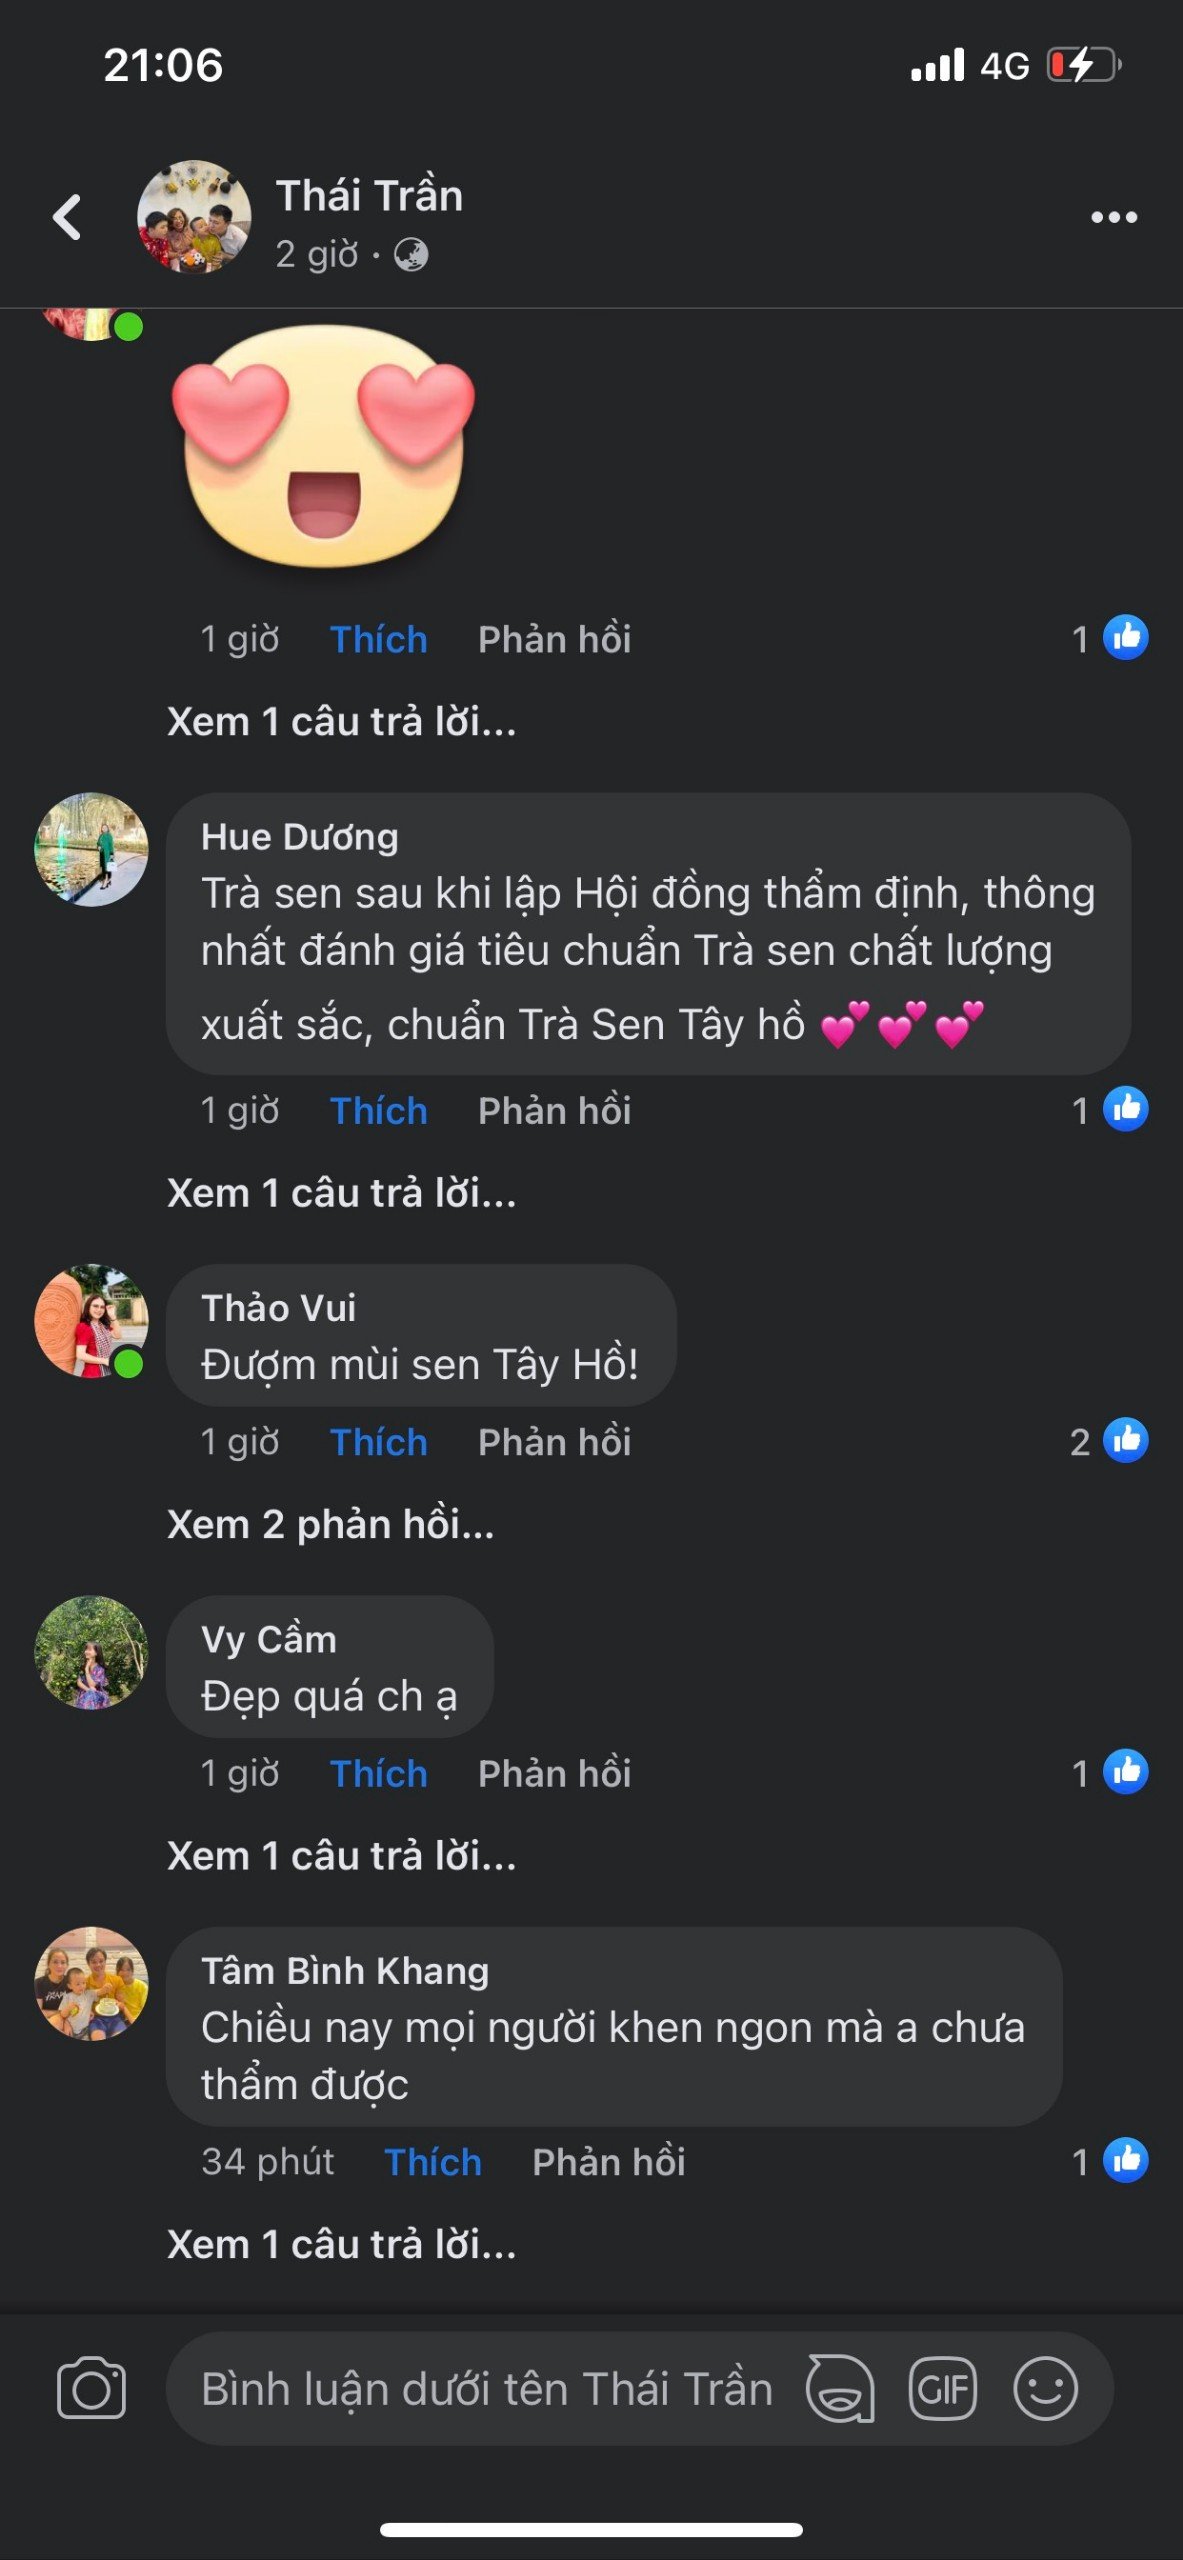 21:06
4G
Thái Trần
2 giờ ·
1 giờ Thích Phản hồi 1
Xem 1 câu trả lời...
Hue Dương
Trà sen sau khi lập Hội đồng thẩm định, thông
nhất đánh giá tiêu chuẩn Trà sen chất lượng
xuất sắc, chuẩn Trà Sen Tây hồ 💕💕💕
1 giờ Thích Phản hồi 1
Xem 1 câu trả lời...
Thảo Vui
Đượm mùi sen Tây Hồ!
1 giờ Thích Phản hồi 2
Xem 2 phản hồi...
Vy Cầm
Đẹp quá ch ạ
1 giờ Thích Phản hồi 1
Xem 1 câu trả lời...
Tâm Bình Khang
Chiều nay mọi người khen ngon mà a chưa
thẩm được
34 phút Thích Phản hồi 1
Xem 1 câu trả lời...
Bình luận dưới tên Thái Trần GIF